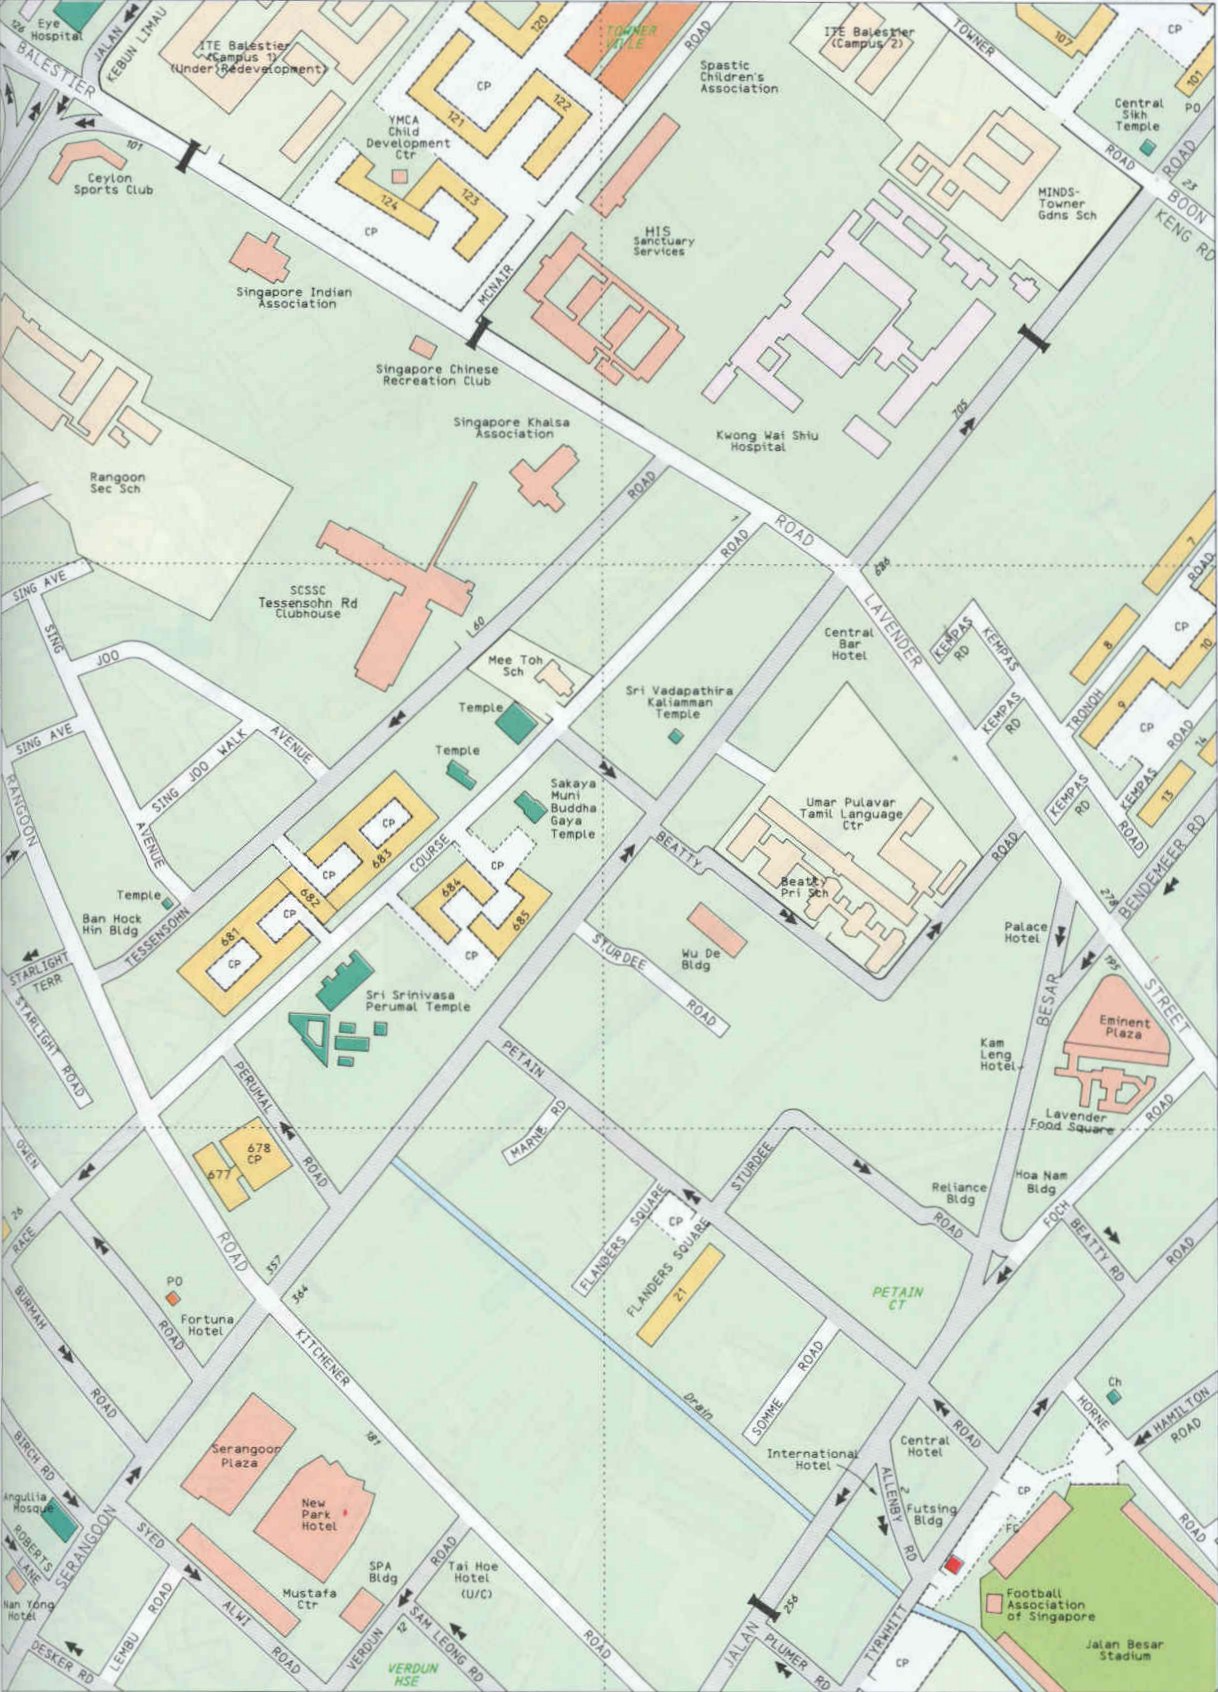 126
Eye
Hospital
JALAN
KEBUN LIMAU
ITE Balestier
(Campus 1)
(Under Redevelopment)
120
CP
121
122
TOWNER
VILLE
ROAD
Spastic
Children's
Association
ITE Balestier
(Campus 2)
TOWNER
107
CP
101
PO
Central
Sikh
Temple
ROAD
ROAD
23
BOON
KENG RD
BALESTIER
101
Ceylon
Sports Club
YMCA
Child
Development
Ctr
124
123
CP
MCNAIR
HIS
Sanctuary
Services
MINDS-
Towner
Gdns Sch
Singapore Indian
Association
Singapore Chinese
Recreation Club
Singapore Khalsa
Association
Kwong Wai Shiu
Hospital
705
Rangoon
Sec Sch
ROAD
1
ROAD
ROAD
686
SING AVE
SING
JOO
SCSSC
Tessensohn Rd
Clubhouse
60
Mee Toh
Sch
Temple
Temple
Sri Vadapathira
Kaliamman
Temple
Central
Bar
Hotel
LAVENDER
KEMPAS
RD
KEMPAS
KEMPAS
RD
7
ROAD
8
CP
10
TRONOH
9
CP
ROAD
14
13
KEMPAS
RD
KEMPAS
ROAD
BENDEMEER RD
SING AVE
SING JOO WALK
AVENUE
AVENUE
RANGOON
Sakaya
Muni
Buddha
Gaya
Temple
CP
683
CP
682
CP
681
CP
COURSE
CP
684
685
CP
BEATTY
Umar Pulavar
Tamil Language
Ctr
Beatty
Pri Sch
ROAD
278
Temple
Ban Hock
Hin Bldg
TESSENSOHN
STARLIGHT
TERR
STARLIGHT
ROAD
Sri Srinivasa
Perumal Temple
STURDEE
ROAD
Wu De
Bldg
Palace
Hotel
BESAR
195
STREET
Eminent
Plaza
Kam
Leng
Hotel
Lavender
Food Square
ROAD
PETAIN
MARNE RD
PERUMAL
ROAD
678
CP
677
OWEN
26
RACE
ROAD
357
364
STURDEE
ROAD
Reliance
Bldg
Hoa Nam
Bldg
FOCH
BEATTY RD
ROAD
FLANDERS SQUARE
CP
FLANDERS SQUARE
21
PETAIN
CT
PO
Fortuna
Hotel
ROAD
BURMAH
ROAD
KITCHENER
Drain
SOMME
ROAD
Ch
HORNE
HAMILTON
ROAD
BIRCH RD
Serangoon
Plaza
181
New
Park
Hotel
International
Hotel
Central
Hotel
ROAD
CP
ALLENBY
RD
2
Futsing
Bldg
FC
ROAD
Angullia
Mosque
ROBERTS
LANE
SERANGOON
SYED
ALWI
ROAD
Nan Yong
Hotel
DESKER RD
LEMBU
ROAD
Mustafa
Ctr
SPA
Bldg
ROAD
VERDUN
12
Tai Hoe
Hotel
(U/C)
SAM LEONG RD
VERDUN
HSE
ROAD
256
JALAN
PLUMER RD
TYRWHITT
CP
Football
Association
of Singapore
Jalan Besar
Stadium